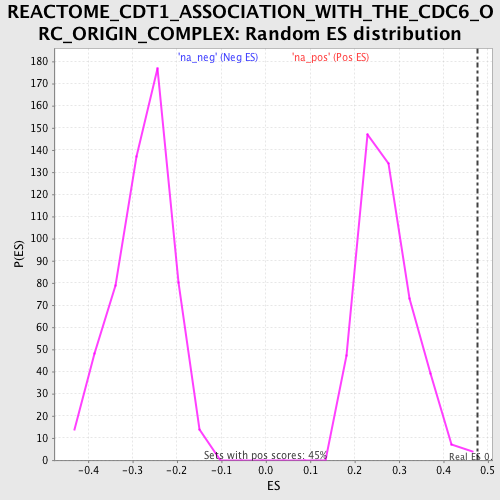 REACTOME_CDT1_ASSOCIATION_WITH_THE_CDC6_O
RC_ORIGIN_COMPLEX: Random ES distribution
'na_neg' (Neg ES) 'na_pos' (Pos ES)
180
170
160
150
140
130
120
110
100
90
80
70
60
50
40
30
20
10
0
P(ES)
Sets with pos scores: 45%
Real ES 0.
-0.4 -0.3 -0.2 -0.1 0.0 0.1 0.2 0.3 0.4 0.5
ES